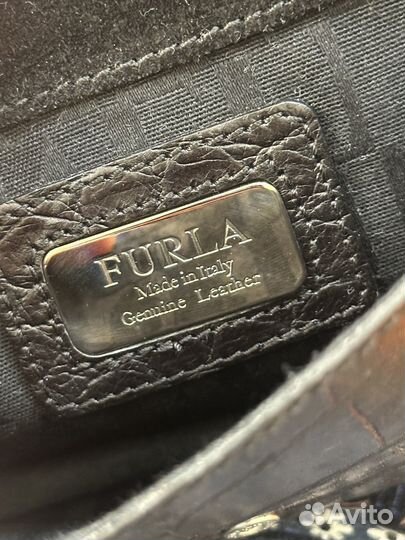 FURLA
Made in Italy
Genuine Leather
Avito